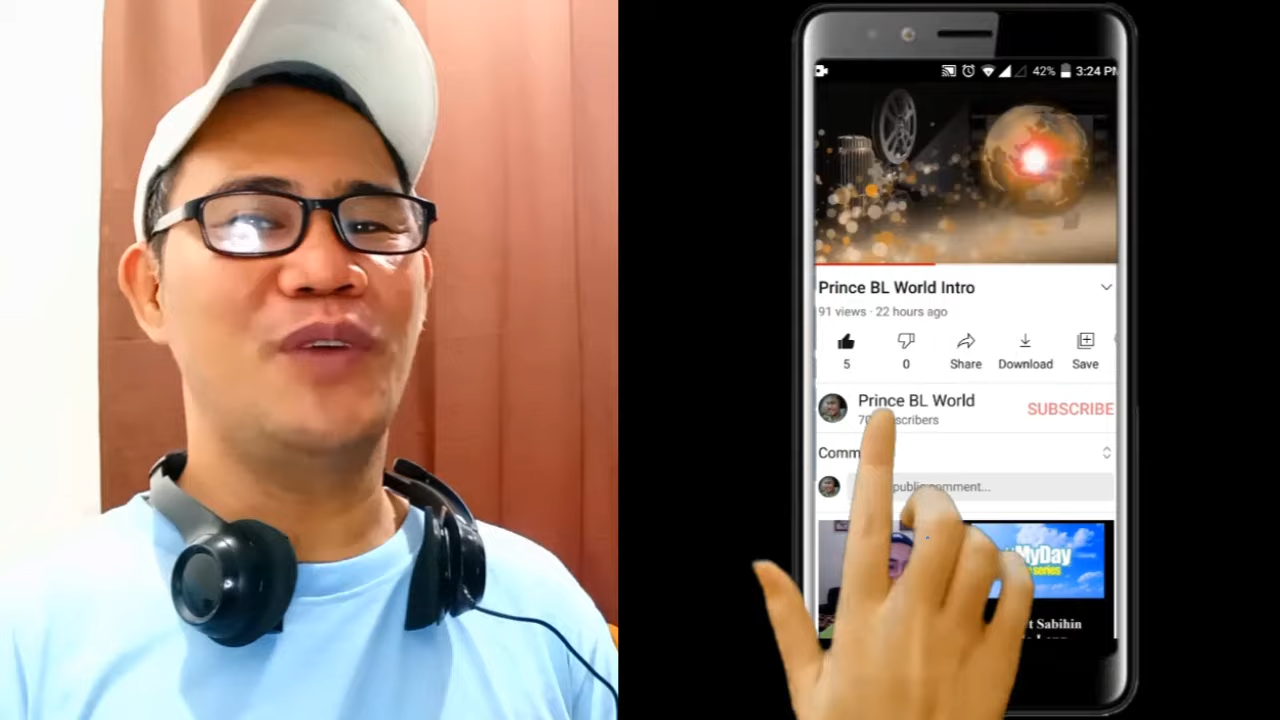 42% 3:24 PM
Prince BL World Intro
91 views · 22 hours ago
5 0 Share Download Save
Prince BL World
SUBSCRIBE
scribers
Comm
public comment...
MyDay
series
t Sabihin